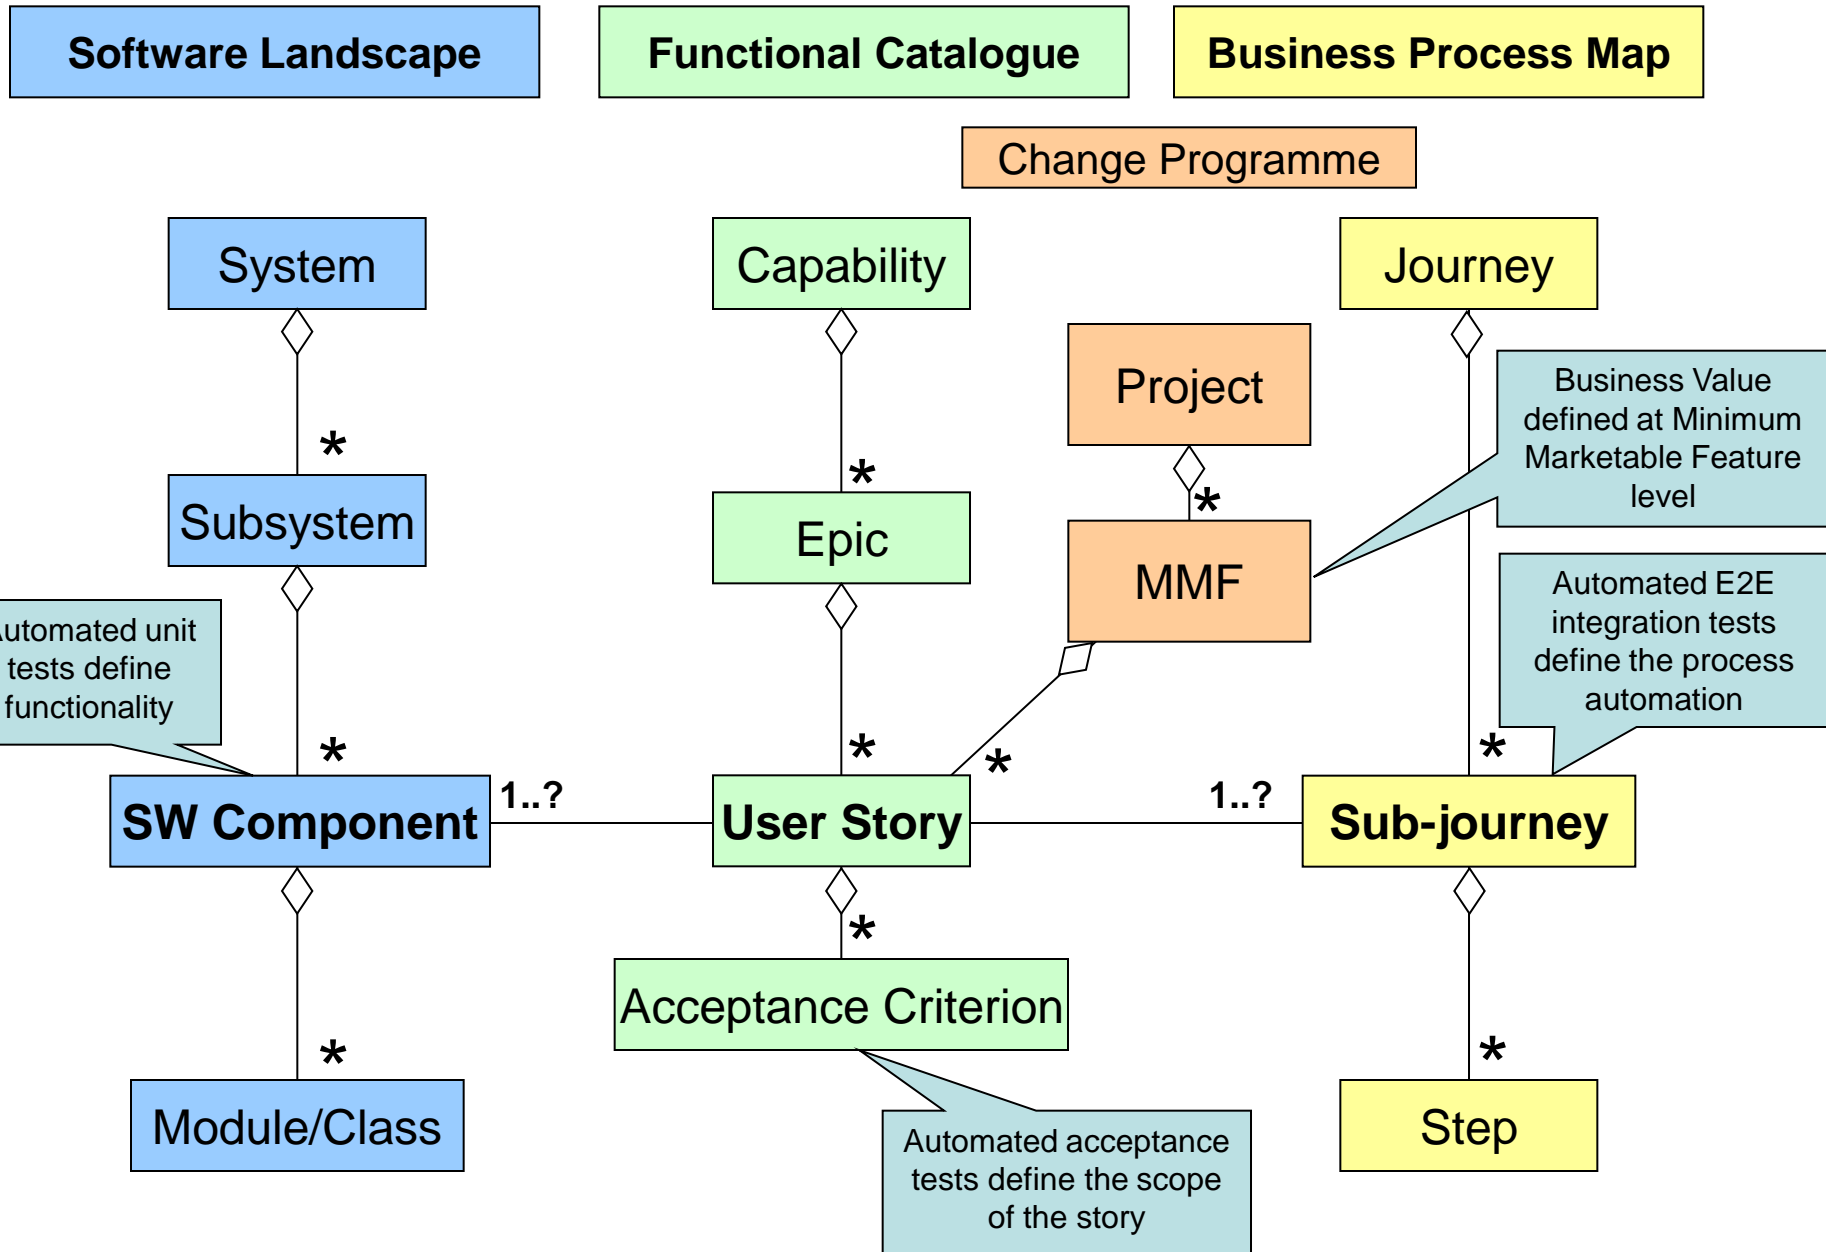 Software Landscape
Functional Catalogue
Business Process Map
Change Programme
System
Capability
Journey
Project
Business Value
defined at Minimum
Marketable Feature
level
*
*
*
Subsystem
Epic
MMF
Automated E2E
integration tests
define the process
automation
utomated unit
tests define
functionality
*
*
*
*
SW Component
1..?
User Story
1..?
Sub-journey
*
Acceptance Criterion
*
*
Module/Class
Step
Automated acceptance
tests define the scope
of the story